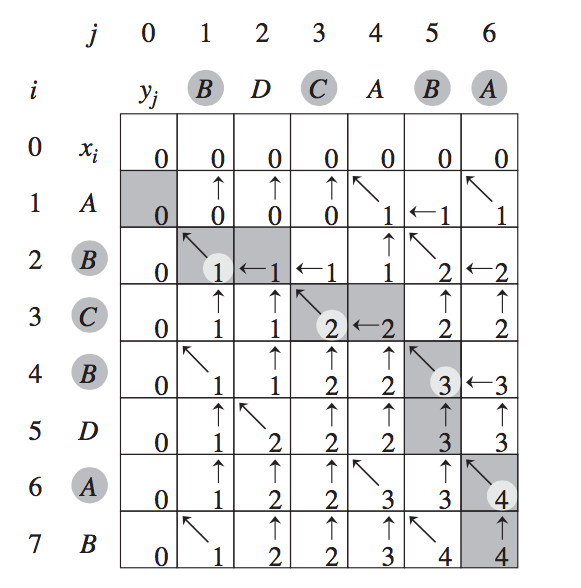 j 0 1 2 3 4 5 6
i yj B D C A B A
0 xi 0 0 0 0 0 0 0
1 A 0 ↑0 ↑0 ↑0 ↖1 ←1 ↖1
2 B 0 ↖1 ←1 ←1 ↑1 ↖2 ←2
3 C 0 ↑1 ↑1 ↖2 ←2 ↑2 ↑2
4 B 0 ↖1 ↑1 ↑2 ↑2 ↖3 ←3
5 D 0 ↑1 ↖2 ↑2 ↑2 ↑3 ↑3
6 A 0 ↑1 ↑2 ↑2 ↖3 ↑3 ↖4
7 B 0 ↖1 ↑2 ↑2 ↑3 ↖4 ↑4